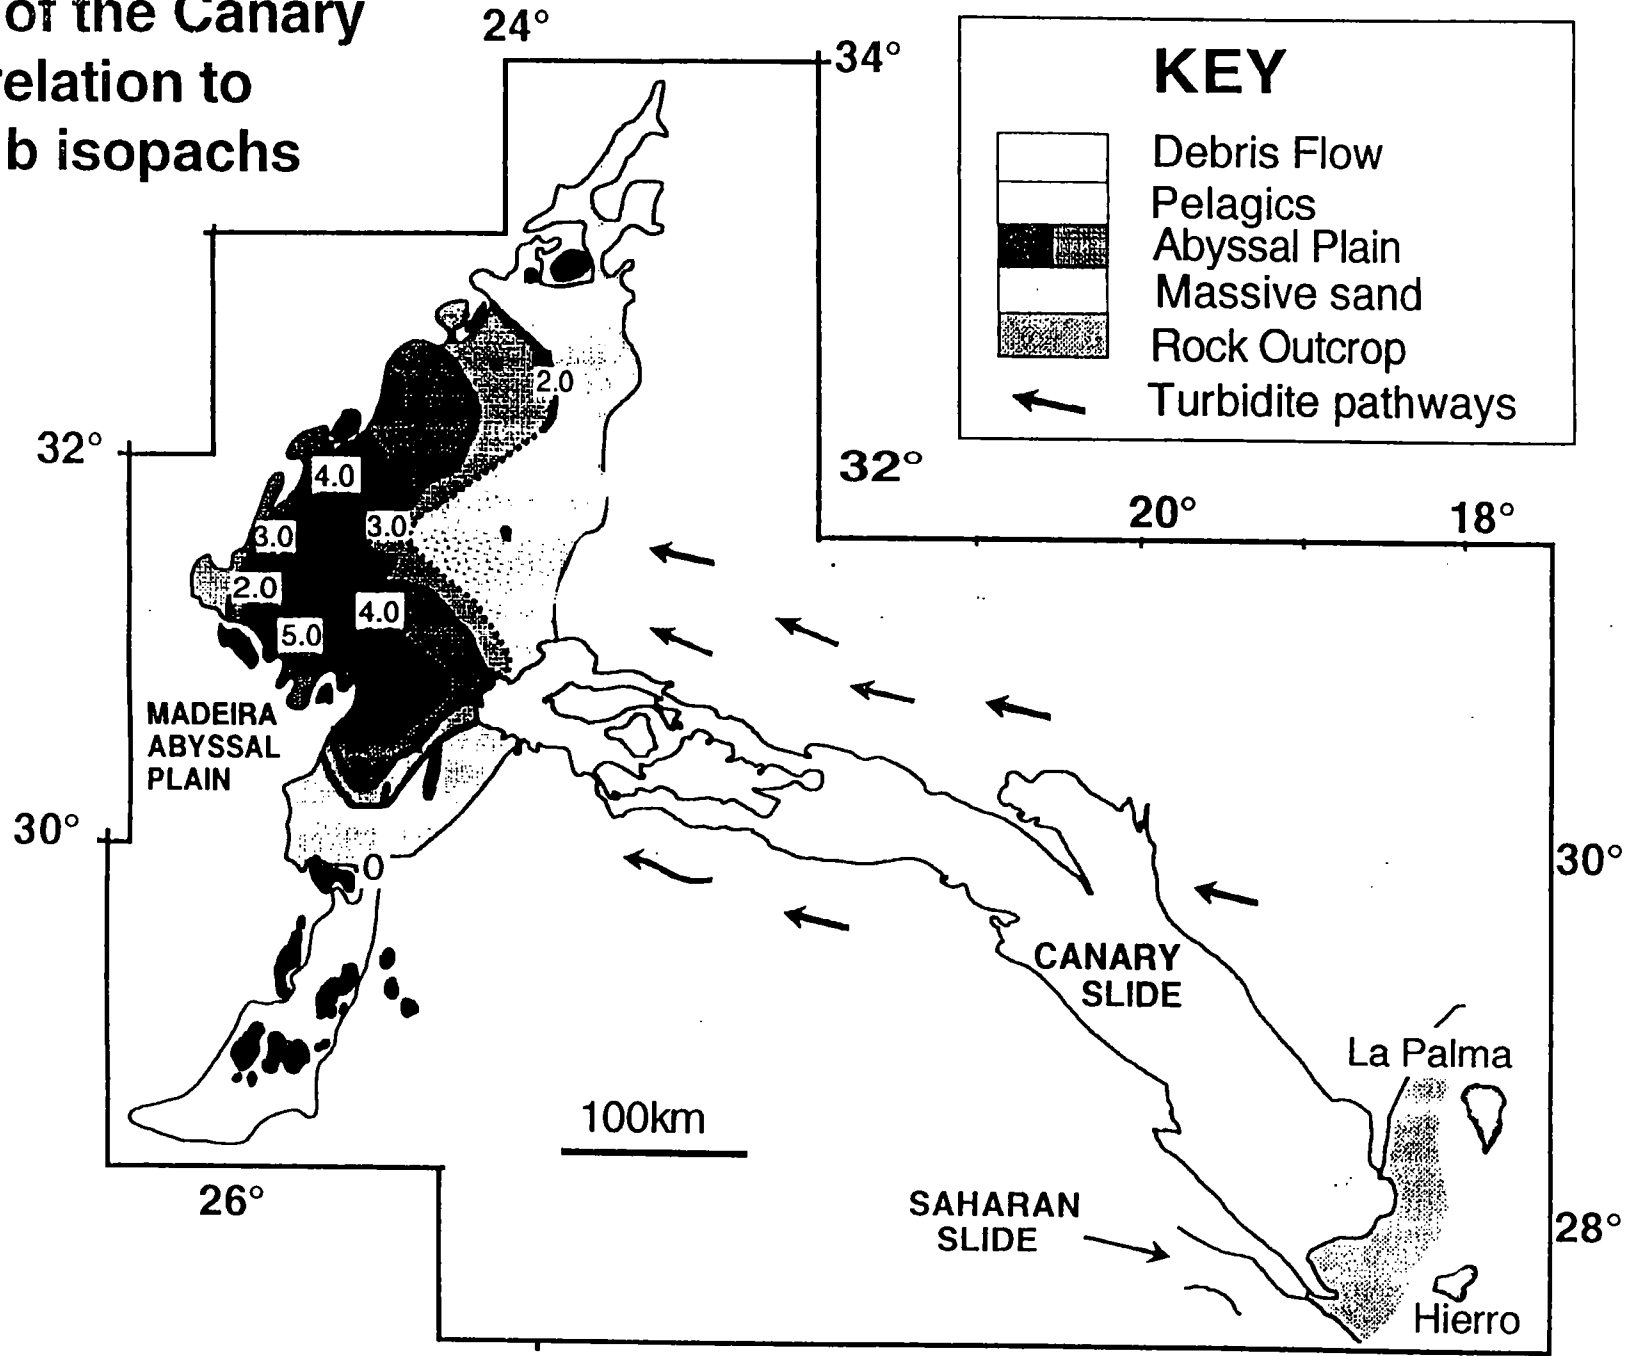 of the Canary
relation to
b isopachs
24°
34°
KEY
Debris Flow
Pelagics
Abyssal Plain
Massive sand
Rock Outcrop
Turbidite pathways
2.0
32°
32°
4.0
20°
18°
3.0
3.0
2.0
4.0
5.0
MADEIRA
ABYSSAL
PLAIN
30°
30°
0
CANARY
SLIDE
La Palma
100km
26°
SAHARAN
SLIDE
28°
Hierro